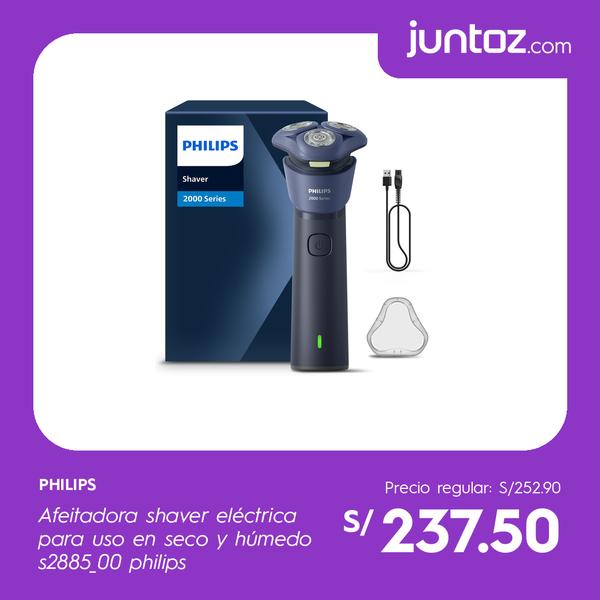 juntoz.com
PHILIPS
Shaver
2000 Series
PHILIPS
2000 Series
PHILIPS
Afeitadora shaver eléctrica
para uso en seco y húmedo
s2885_00 philips
Precio regular: S/252.90
S/237.50